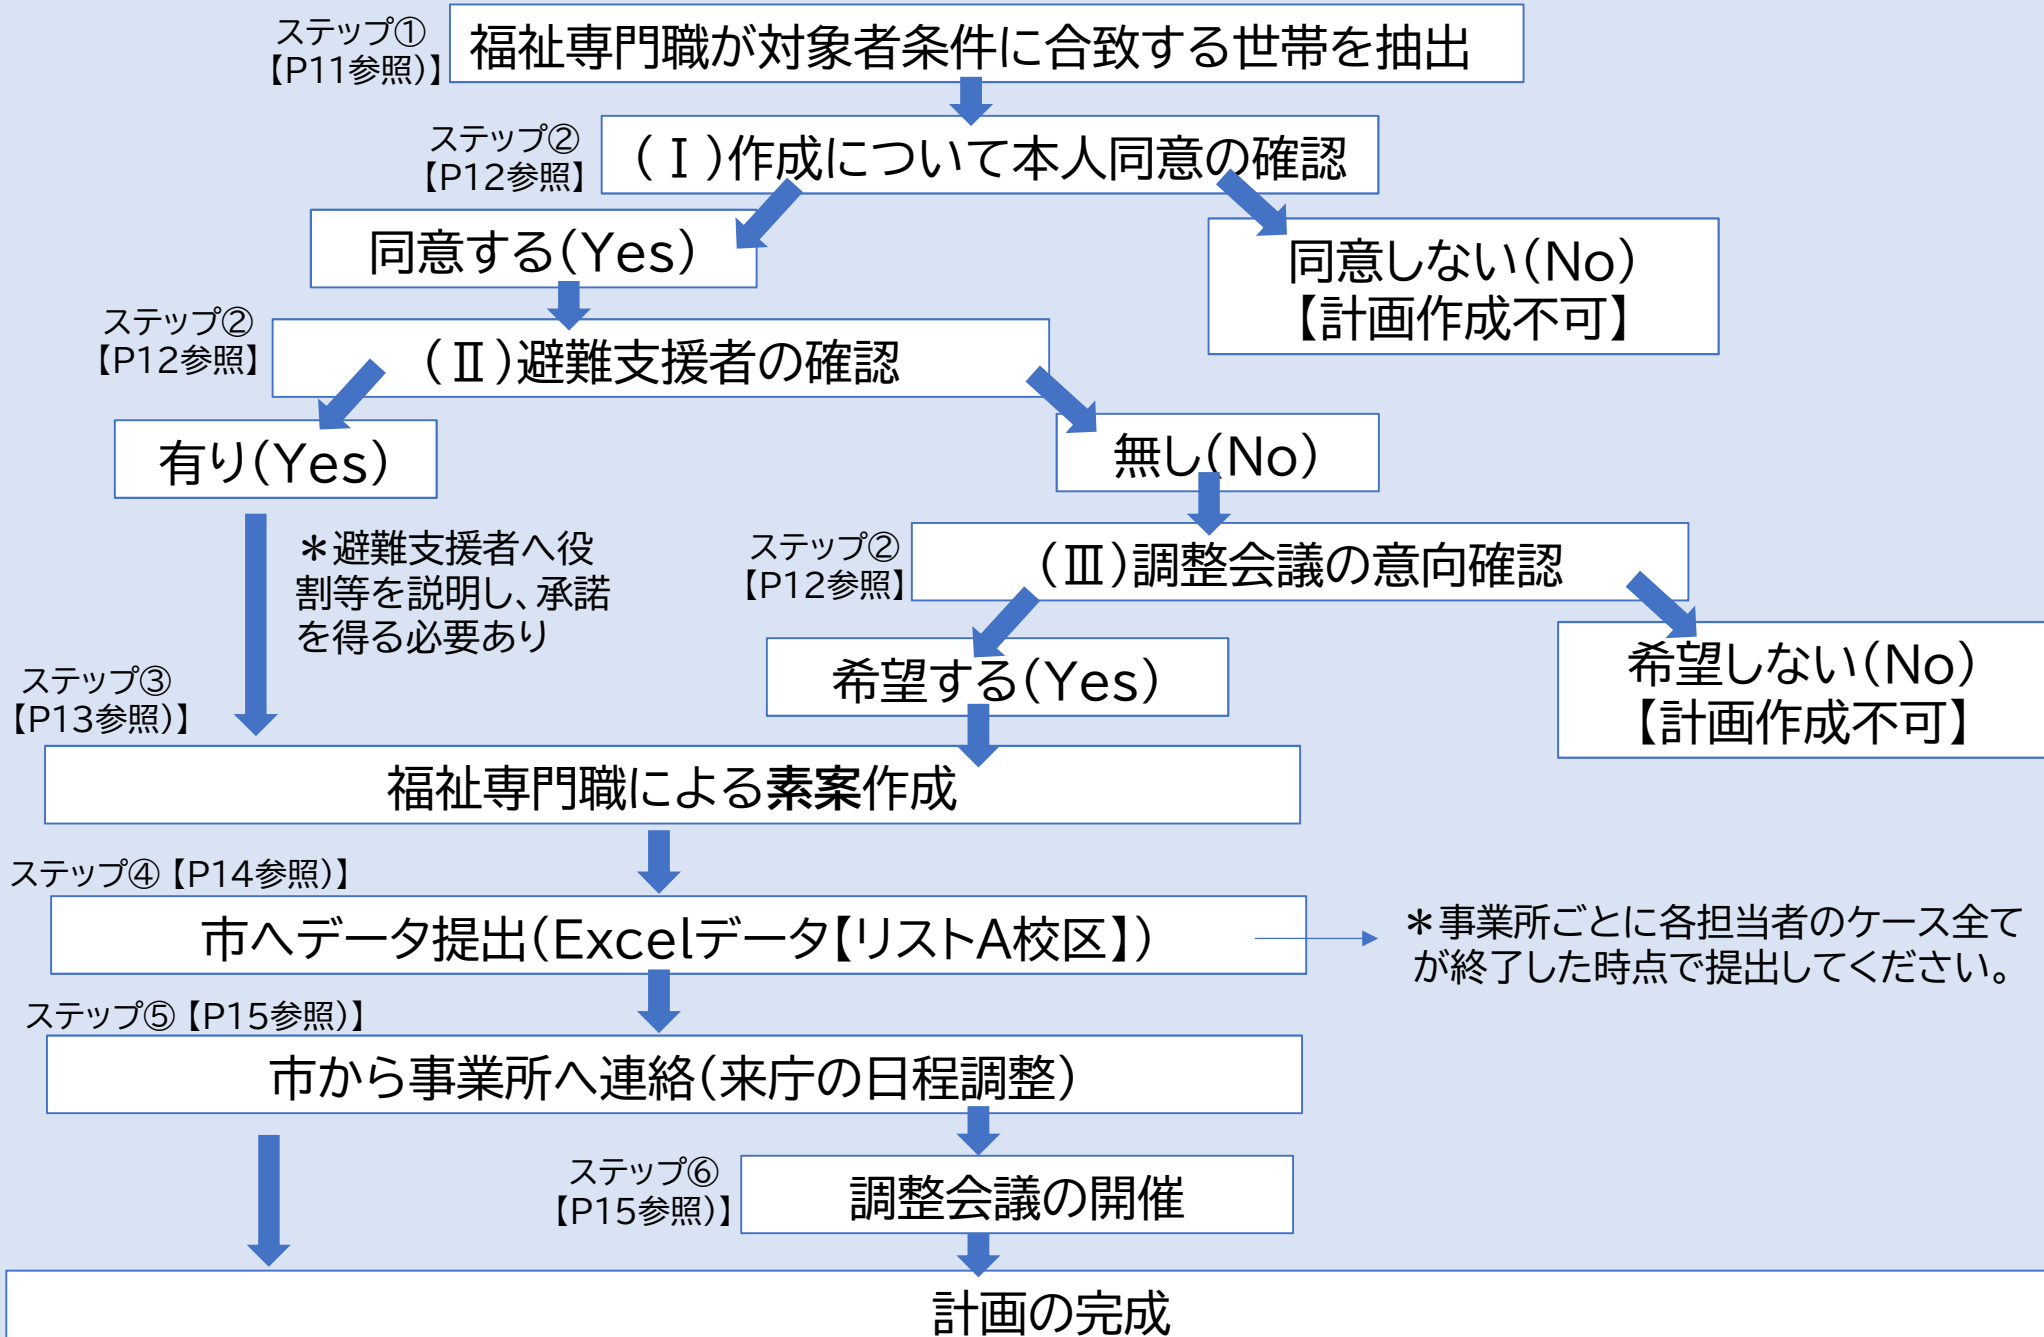 ステップ①
【P11参照)】
福祉専門職が対象者条件に合致する世帯を抽出
ステップ②
【P12参照】
(Ⅰ)作成について本人同意の確認
同意する(Yes)
同意しない(No)
【計画作成不可】
ステップ②
【P12参照】
(Ⅱ)避難支援者の確認
有り(Yes)
無し(No)
＊避難支援者へ役
割等を説明し、承諾
を得る必要あり
ステップ②
【P12参照】
(Ⅲ)調整会議の意向確認
希望する(Yes)
希望しない(No)
【計画作成不可】
ステップ③
【P13参照)】
福祉専門職による素案作成
ステップ④【P14参照)】
市へデータ提出(Excelデータ【リストA校区】)
＊事業所ごとに各担当者のケース全て
が終了した時点で提出してください。
ステップ⑤【P15参照)】
市から事業所へ連絡(来庁の日程調整)
ステップ⑥
【P15参照)】
調整会議の開催
計画の完成